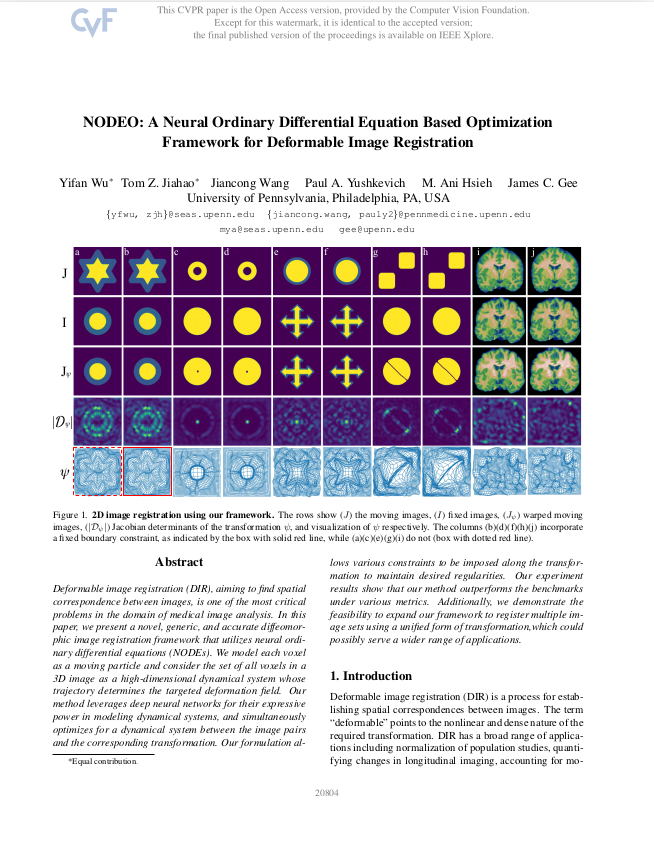 CVF
This CVPR paper is the Open Access version, provided by the Computer Vision Foundation.
Except for this watermark, it is identical to the accepted version;
the final published version of the proceedings is available on IEEE Xplore.
NODEO: A Neural Ordinary Differential Equation Based Optimization
Framework for Deformable Image Registration
Yifan Wu* Tom Z. Jiahao* Jiancong Wang Paul A. Yushkevich M. Ani Hsieh James C. Gee
University of Pennsylvania, Philadelphia, PA, USA
{yfwu, zjh}@seas.upenn.edu {jiancong.wang, pauly2}@pennmedicine.upenn.edu
mya@seas.upenn.edu gee@upenn.edu
a b c d e f g h i j
J
I
Jψ
|𝒟ψ|
ψ
Figure 1. 2D image registration using our framework. The rows show (J) the moving images, (I) fixed images, (Jψ) warped moving
images, (|𝒟ψ|) Jacobian determinants of the transformation ψ, and visualization of ψ respectively. The columns (b)(d)(f)(h)(j) incorporate
a fixed boundary constraint, as indicated by the box with solid red line, while (a)(c)(e)(g)(i) do not (box with dotted red line).
Abstract
Deformable image registration (DIR), aiming to find spatial
correspondence between images, is one of the most critical
problems in the domain of medical image analysis. In this
paper, we present a novel, generic, and accurate diffeomor-
phic image registration framework that utilizes neural ordi-
nary differential equations (NODEs). We model each voxel
as a moving particle and consider the set of all voxels in a
3D image as a high-dimensional dynamical system whose
trajectory determines the targeted deformation field. Our
method leverages deep neural networks for their expressive
power in modeling dynamical systems, and simultaneously
optimizes for a dynamical system between the image pairs
and the corresponding transformation. Our formulation al-
*Equal contribution.
lows various constraints to be imposed along the transfor-
mation to maintain desired regularities. Our experiment
results show that our method outperforms the benchmarks
under various metrics. Additionally, we demonstrate the
feasibility to expand our framework to register multiple im-
age sets using a unified form of transformation,which could
possibly serve a wider range of applications.
1. Introduction
Deformable image registration (DIR) is a process for estab-
lishing spatial correspondences between images. The term
“deformable” points to the nonlinear and dense nature of the
required transformation. DIR has a broad range of applica-
tions including normalization of population studies, quanti-
fying changes in longitudinal imaging, accounting for mo-
20804